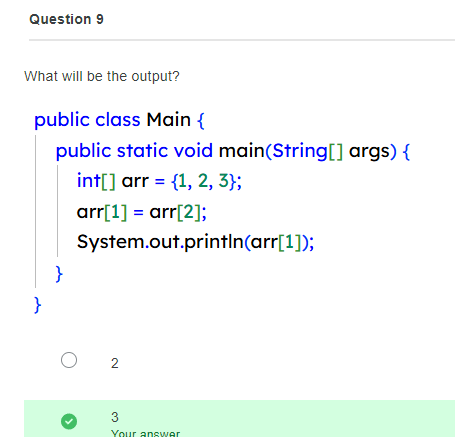 Question 9
What will be the output?
public class Main {
public static void main(String[] args) {
int[] arr = {1, 2, 3};
arr[1] = arr[2];
System.out.println(arr[1]);
}
}
2
3
Your answer